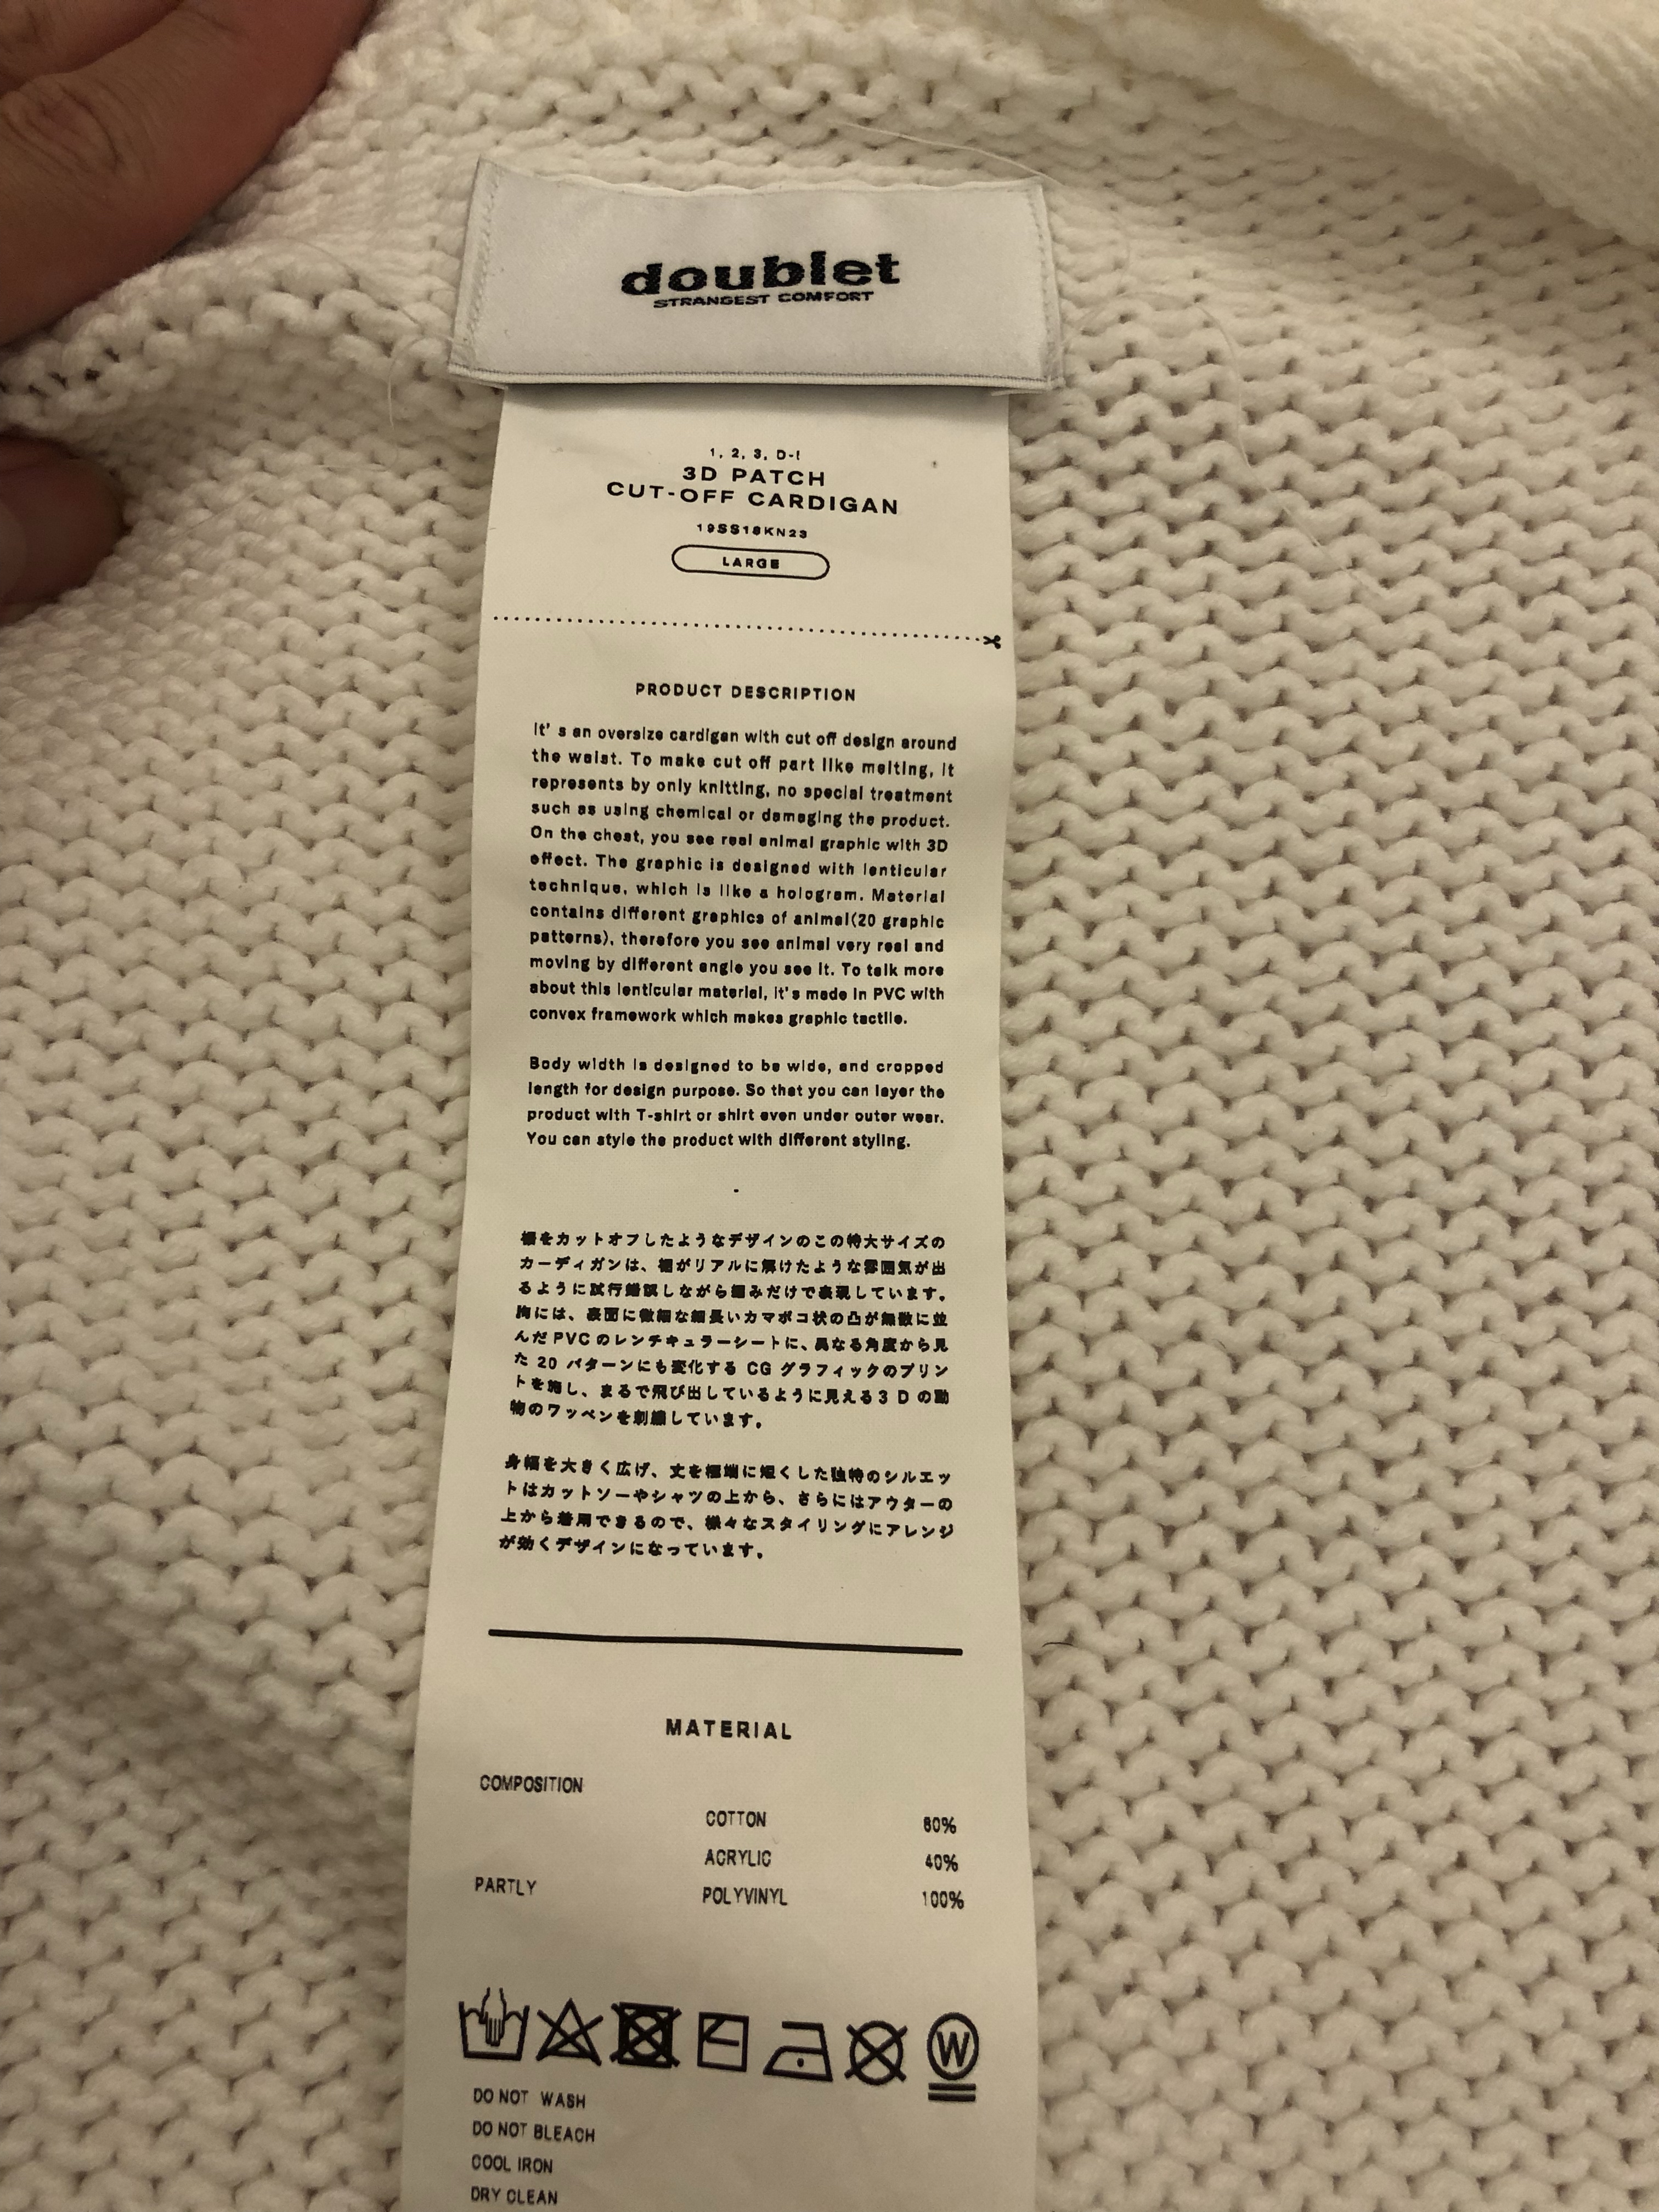 doublet
STRANGEST COMFORT
1, 2, 3, D-!
3D PATCH
CUT-OFF CARDIGAN
19SS18KN23
LARGE
PRODUCT DESCRIPTION
It' s an oversize cardigan with cut off design around
the waist. To make cut off part like melting, it
represents by only knitting, no special treatment
such as using chemical or damaging the product.
On the chest, you see real animal graphic with 3D
effect. The graphic is designed with lenticular
technique, which is like a hologram. Material
contains different graphics of animal(20 graphic
patterns), therefore you see animal very real and
moving by different angle you see it. To talk more
about this lenticular material, it's made in PVC with
convex framework which makes graphic tactile.
Body width is designed to be wide, and cropped
length for design purpose. So that you can layer the
product with T-shirt or shirt even under outer wear.
You can style the product with different styling.
裾をカットオフしたようなデザインのこの特大サイズの
カーディガンは、裾がリアルに解けたような雰囲気が出
るように試行錯誤しながら編みだけで表現しています。
胸には、表面に微細な細長いカマボコ状の凸が無数に並
んだ PVC のレンチキュラーシートに、異なる角度から見
た 20 パターンにも変化する CG グラフィックのプリン
トを施し、まるで飛び出しているように見える3 D の動
物のワッペンを刺繍しています。
身幅を大きく広げ、丈を極端に短くした独特のシルエッ
トはカットソーやシャツの上から、さらにはアウターの
上から着用できるので、様々なスタイリングにアレンジ
が効くデザインになっています。
MATERIAL
COMPOSITION
COTTON 60%
ACRYLIC 40%
PARTLY POLYVINYL 100%
W
DO NOT WASH
DO NOT BLEACH
COOL IRON
DRY CLEAN